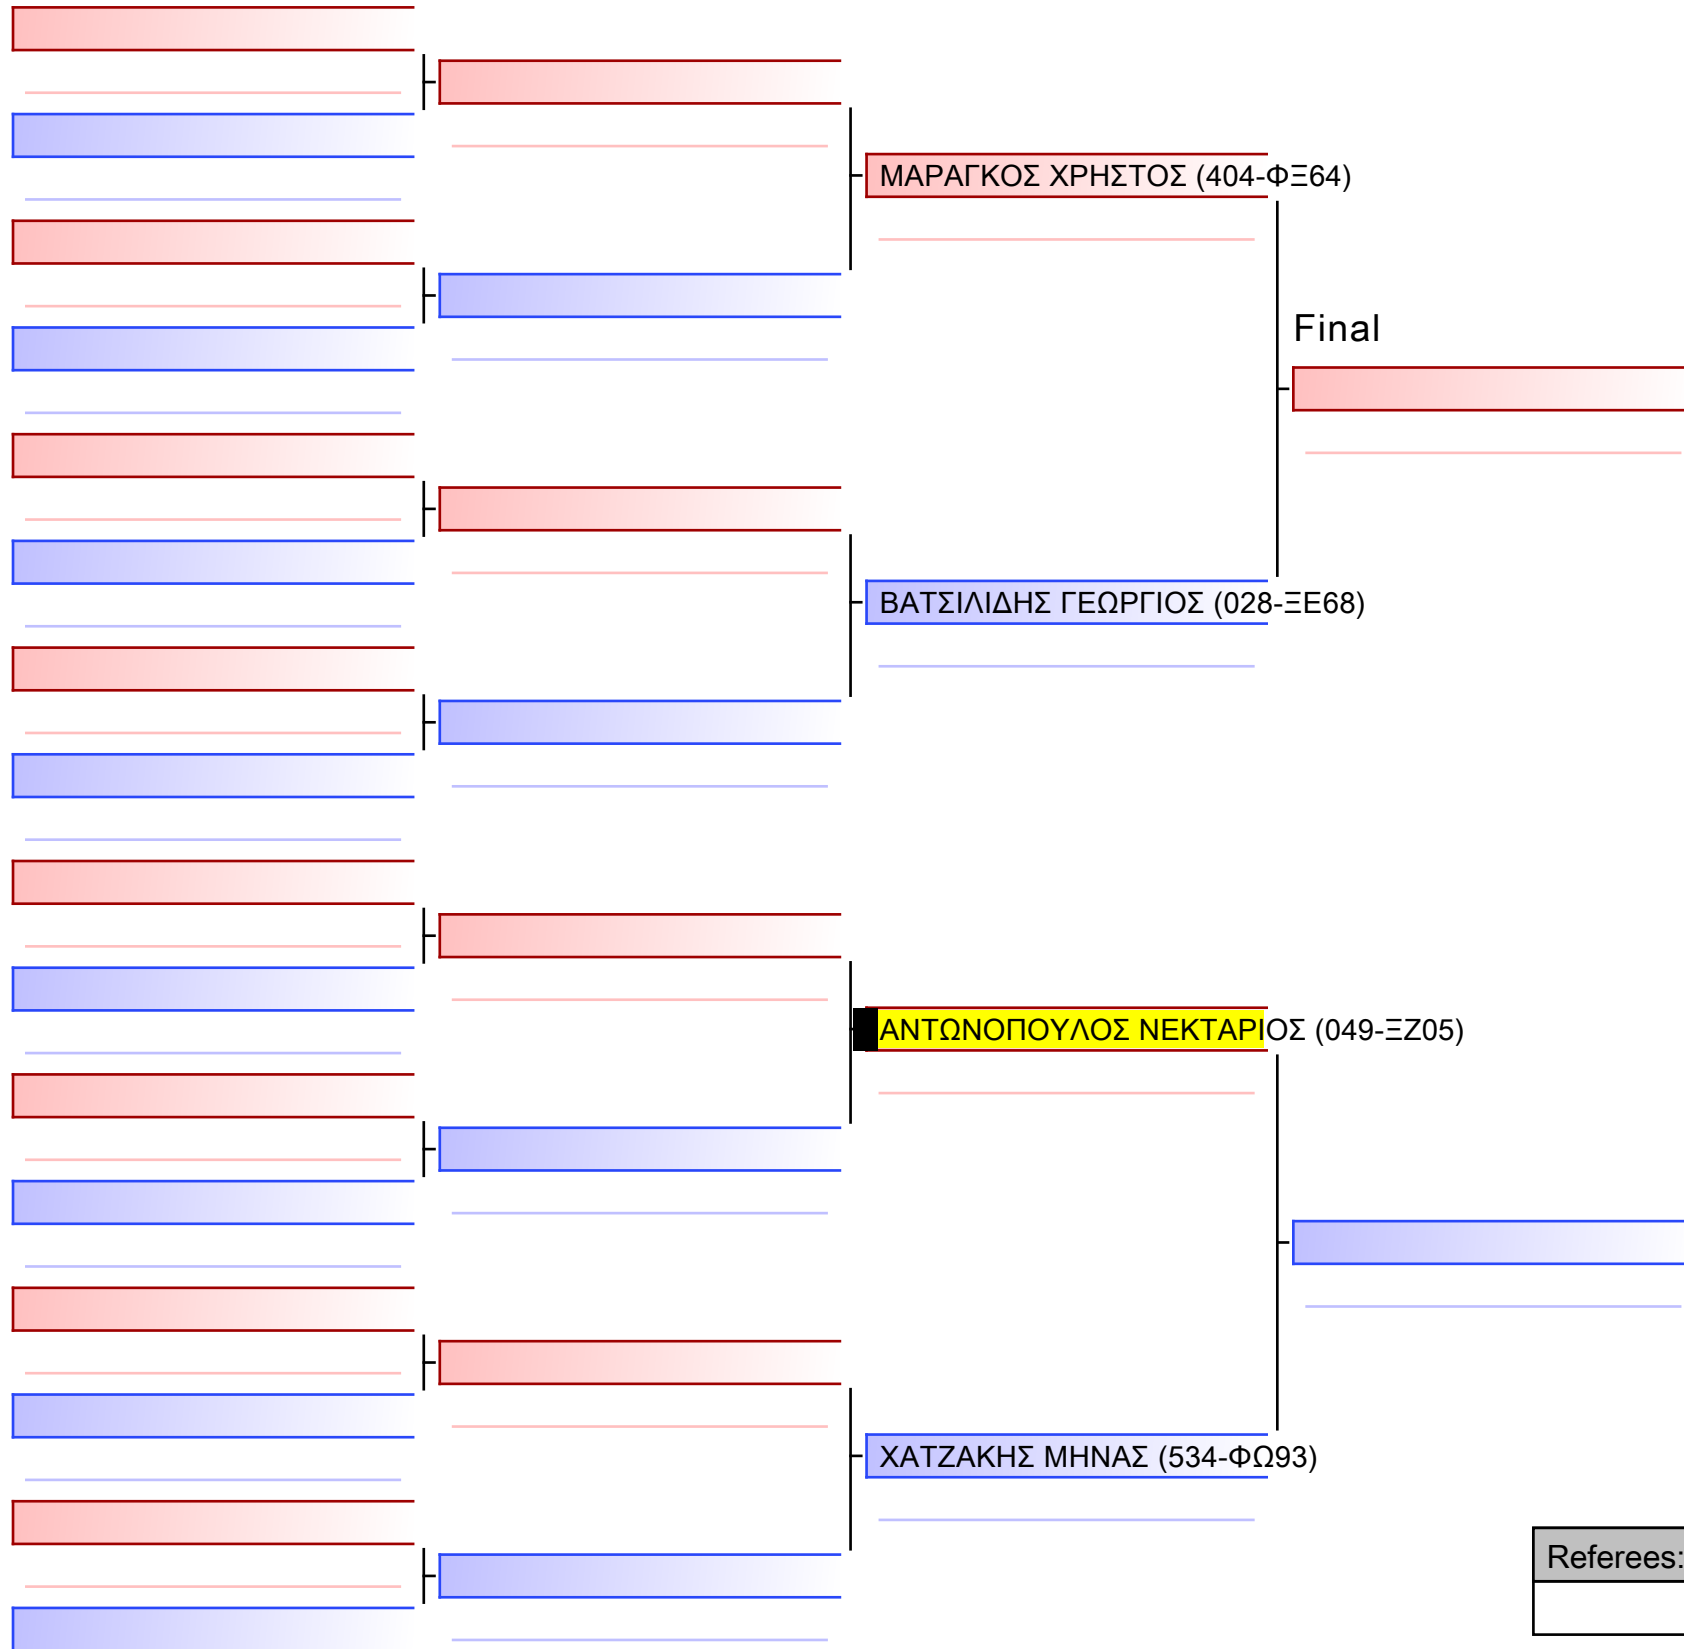 ΜΑΡΑΓΚΟΣ ΧΡΗΣΤΟΣ (404-ΦΞ64)
Final
ΒΑΤΣΙΛΙΔΗΣ ΓΕΩΡΓΙΟΣ (028-ΞΕ68)
ΑΝΤΩΝΟΠΟΥΛΟΣ ΝΕΚΤΑΡΙΟΣ (049-ΞΖ05)
ΧΑΤΖΑΚΗΣ ΜΗΝΑΣ (534-ΦΩ93)
Referees: